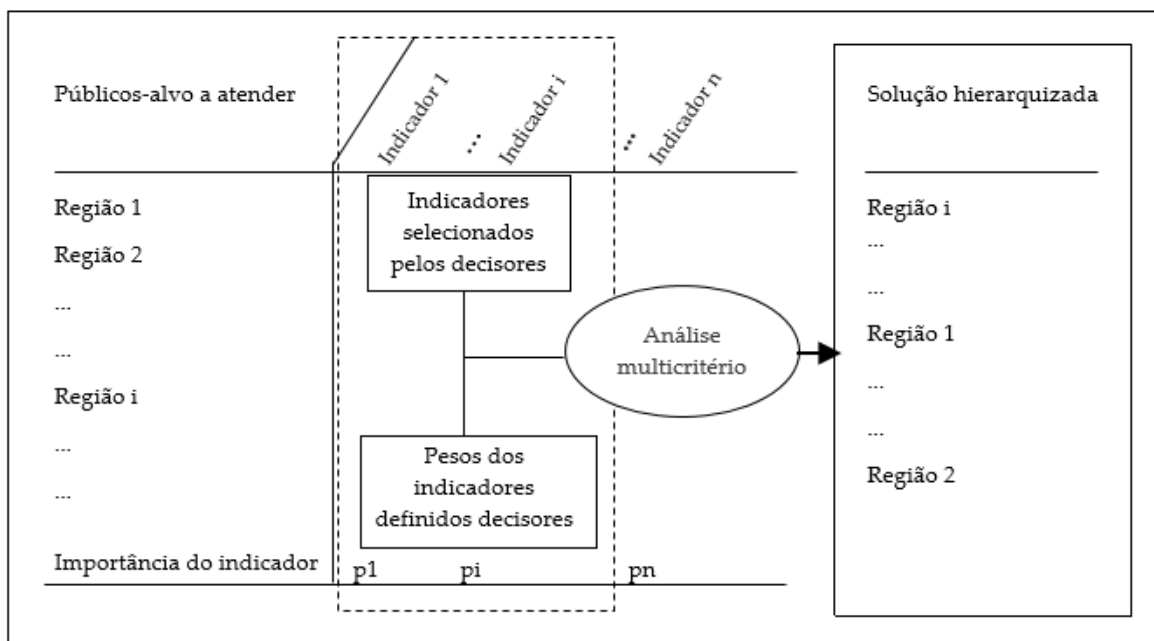 Públicos-alvo a atender
Indicador 1
...
Indicador i
...
Indicador n
Região 1
Região 2
...
...
Região i
...
...
Importância do indicador
Indicadores
selecionados
pelos decisores
Pesos dos
indicadores
definidos decisores
p1
pi
pn
Análise
multicritério
Solução hierarquizada
Região i
...
...
Região 1
...
...
Região 2